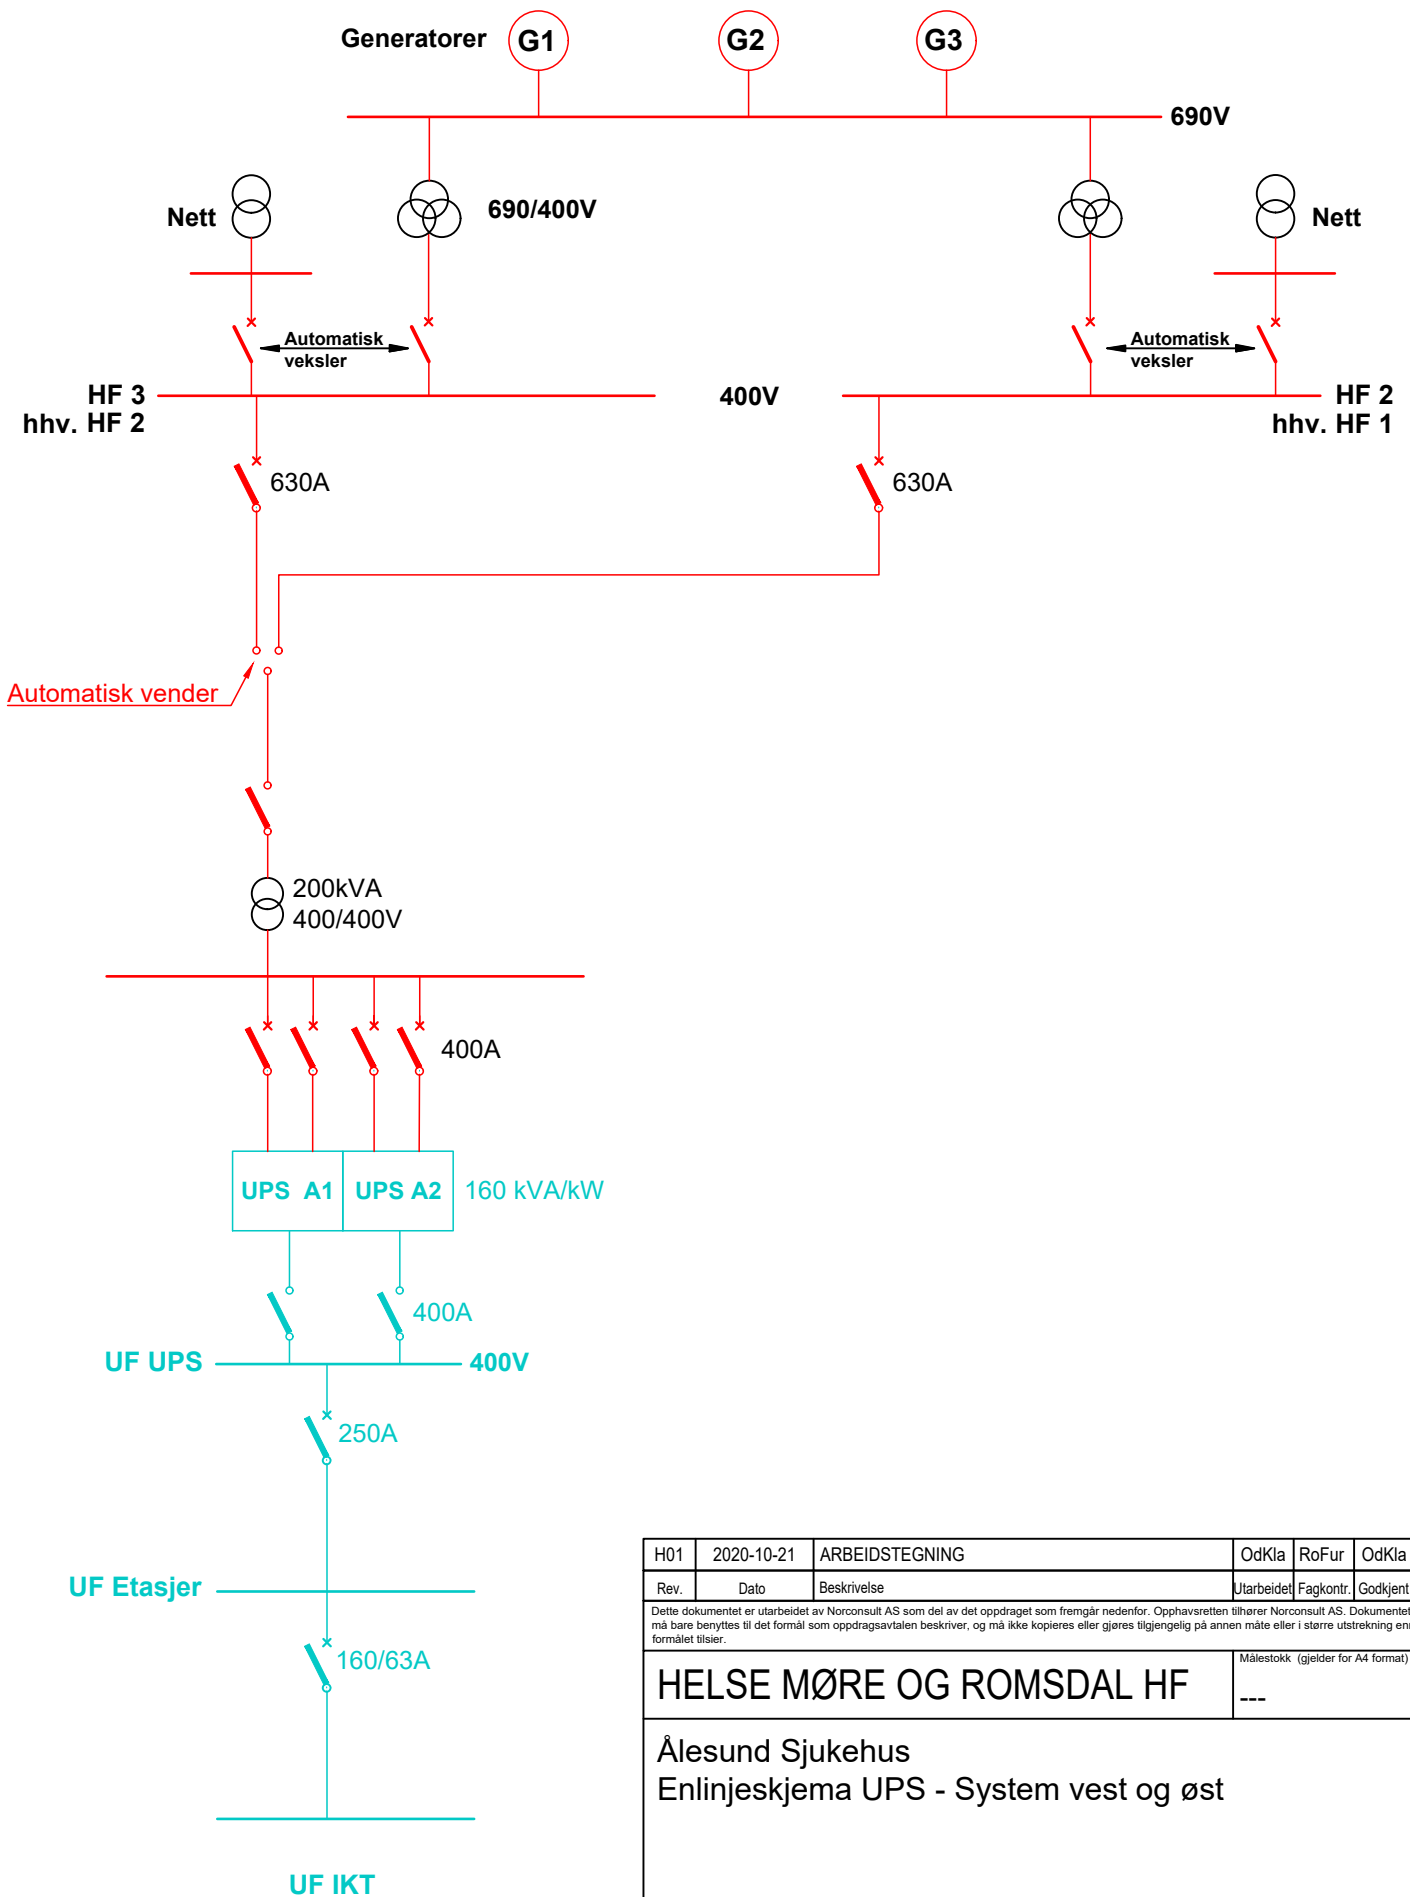 Generatorer G1 G2 G3
690V
Nett 690/400V Nett
Automatisk
veksler
Automatisk
veksler
HF 3
hhv. HF 2
400V
HF 2
hhv. HF 1
630A 630A
Automatisk vender
200kVA
400/400V
400A
UPS A1 UPS A2 160 kVA/kW
400A
UF UPS 400V
250A
UF Etasjer
160/63A
UF IKT
H01 2020-10-21 ARBEIDSTEGNING OdKla RoFur OdKla
Rev. Dato Beskrivelse Utarbeidet Fagkontr. Godkjent
Dette dokumentet er utarbeidet av Norconsult AS som del av det oppdraget som fremgår nedenfor. Opphavsretten tilhører Norconsult AS. Dokumentet
må bare benyttes til det formål som oppdragsavtalen beskriver, og må ikke kopieres eller gjøres tilgjengelig på annen måte eller i større utstrekning enn
formålet tilsier.
HELSE MØRE OG ROMSDAL HF
Målestokk (gjelder for A4 format)
---
Ålesund Sjukehus
Enlinjeskjema UPS - System vest og øst